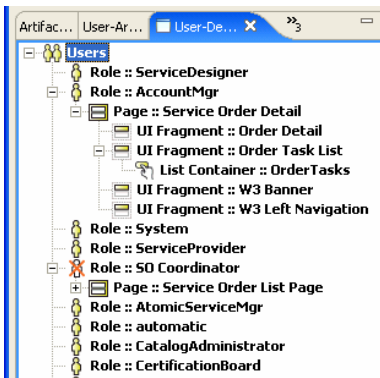 Artifac... User-Ar... User-De... »3
Users
Role :: ServiceDesigner
Role :: AccountMgr
Page :: Service Order Detail
UI Fragment :: Order Detail
UI Fragment :: Order Task List
List Container :: OrderTasks
UI Fragment :: W3 Banner
UI Fragment :: W3 Left Navigation
Role :: System
Role :: ServiceProvider
Role :: SO Coordinator
Page :: Service Order List Page
Role :: AtomicServiceMgr
Role :: automatic
Role :: CatalogAdministrator
Role :: CertificationBoard